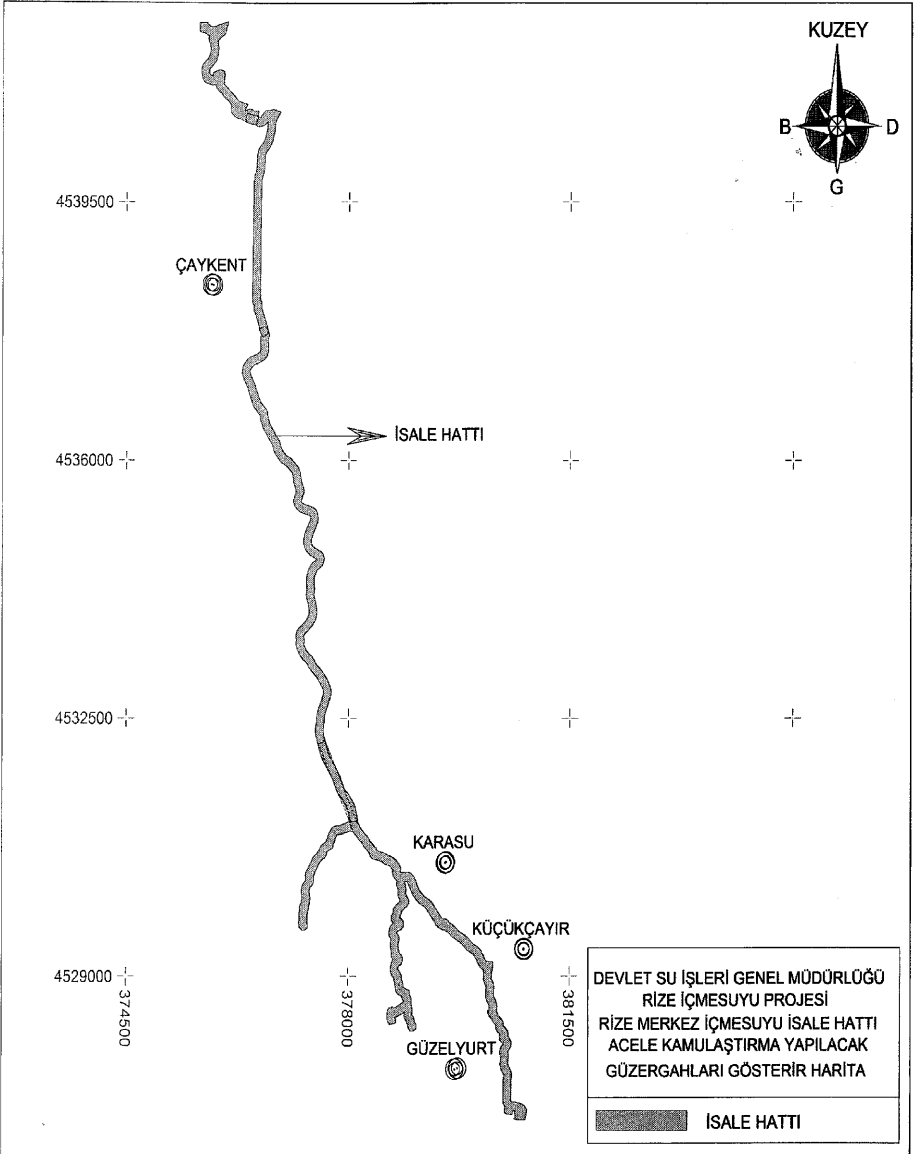 KUZEY
B
D
G
4539500
ÇAYKENT
İSALE HATTI
4536000
4532500
KARASU
KÜÇÜKÇAYIR
4529000
374500
378000
381500
GÜZELYURT
DEVLET SU İŞLERİ GENEL MÜDÜRLÜĞÜ
RİZE İÇMESUYU PROJESİ
RİZE MERKEZ İÇMESUYU İSALE HATTI
ACELE KAMULAŞTIRMA YAPILACAK
GÜZERGAHLARI GÖSTERİR HARİTA
İSALE HATTI